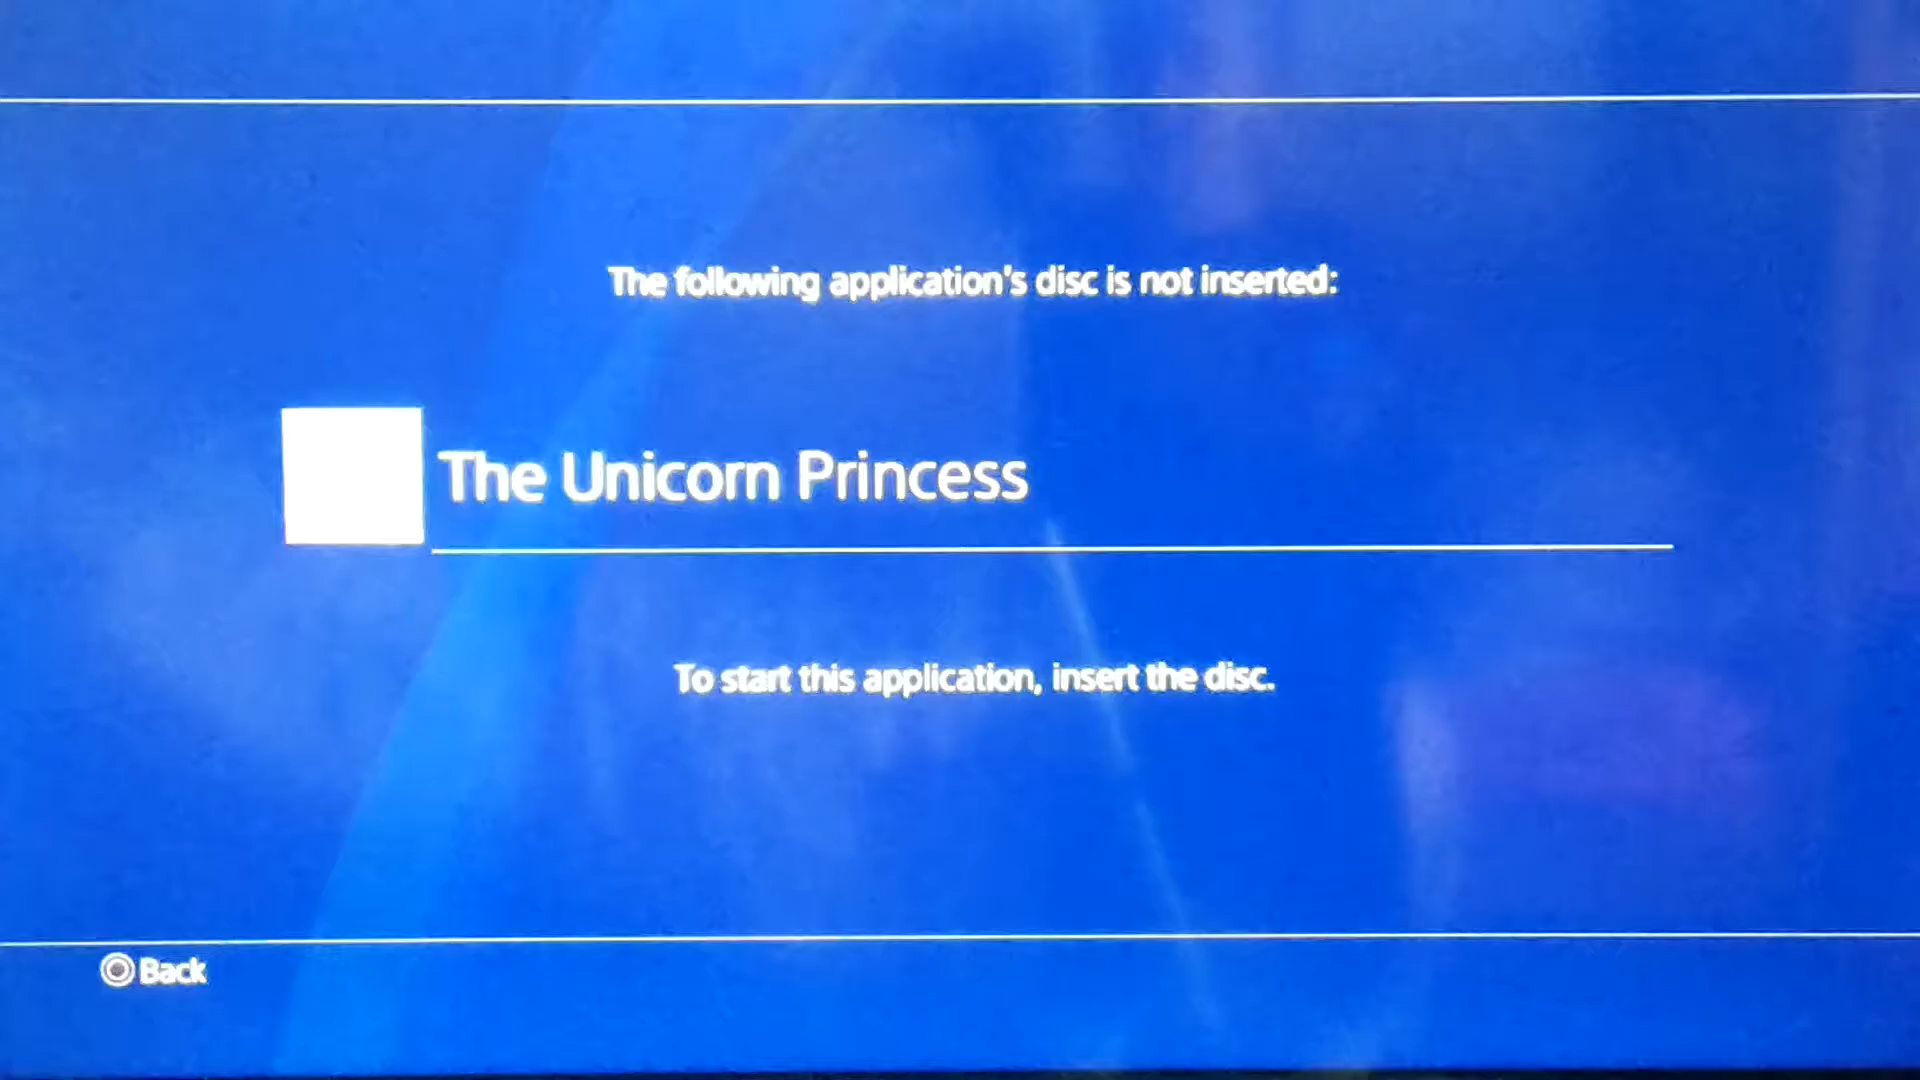 The following application's disc is not inserted:
The Unicorn Princess
To start this application, insert the disc.
Back